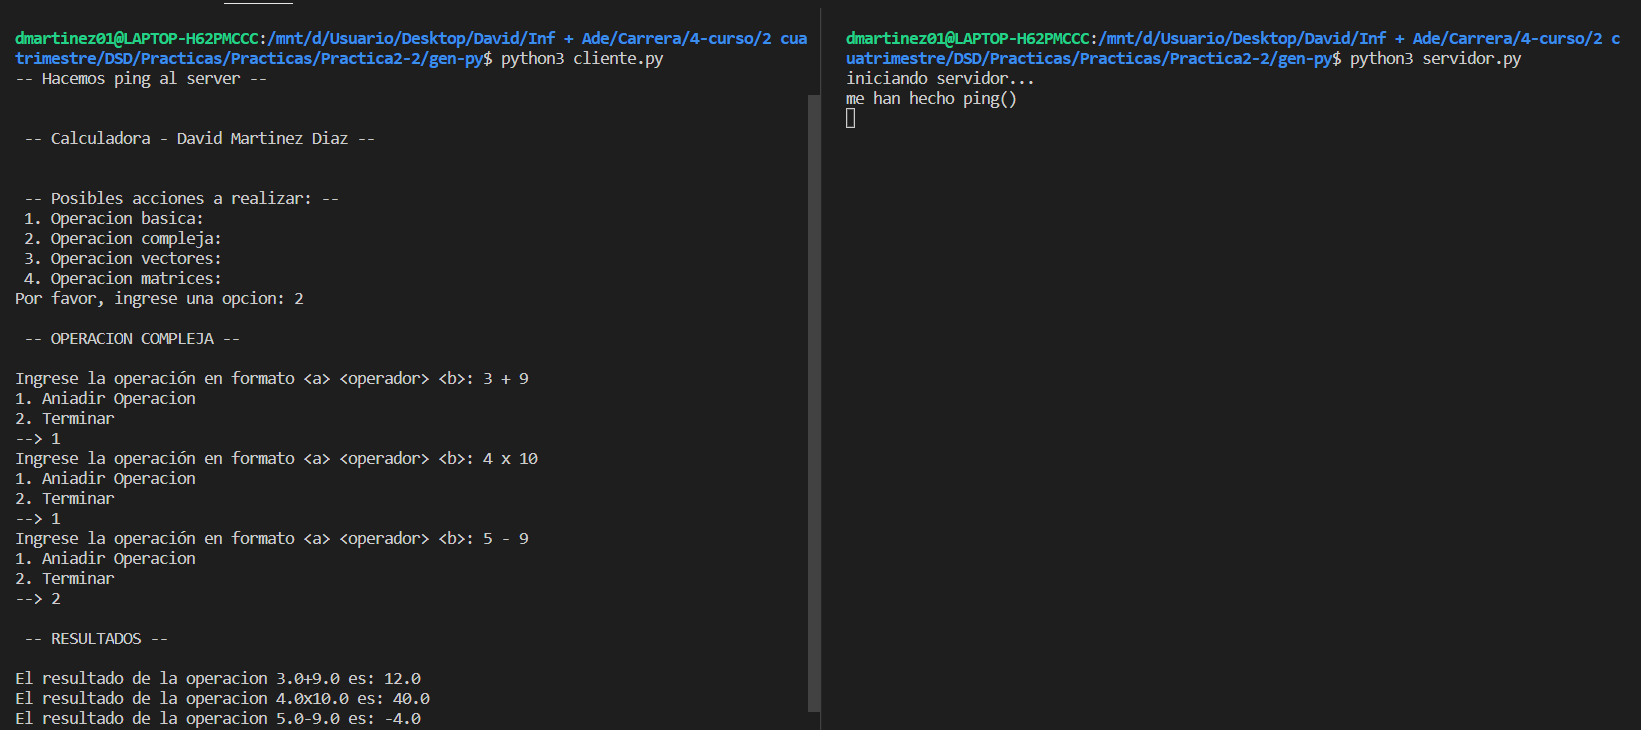 dmartinez01@LAPTOP-H62PMCCC:/mnt/d/Usuario/Desktop/David/Inf + Ade/Carrera/4-curso/2 cua
trimestre/DSD/Practicas/Practicas/Practica2-2/gen-py$ python3 cliente.py
-- Hacemos ping al server --
-- Calculadora - David Martinez Diaz --
-- Posibles acciones a realizar: --
1. Operacion basica:
2. Operacion compleja:
3. Operacion vectores:
4. Operacion matrices:
Por favor, ingrese una opcion: 2
-- OPERACION COMPLEJA --
Ingrese la operación en formato <a> <operador> <b>: 3 + 9
1. Aniadir Operacion
2. Terminar
--> 1
Ingrese la operación en formato <a> <operador> <b>: 4 x 10
1. Aniadir Operacion
2. Terminar
--> 1
Ingrese la operación en formato <a> <operador> <b>: 5 - 9
1. Aniadir Operacion
2. Terminar
--> 2
-- RESULTADOS --
El resultado de la operacion 3.0+9.0 es: 12.0
El resultado de la operacion 4.0x10.0 es: 40.0
El resultado de la operacion 5.0-9.0 es: -4.0
dmartinez01@LAPTOP-H62PMCCC:/mnt/d/Usuario/Desktop/David/Inf + Ade/Carrera/4-curso/2 c
uatrimestre/DSD/Practicas/Practicas/Practica2-2/gen-py$ python3 servidor.py
iniciando servidor...
me han hecho ping()